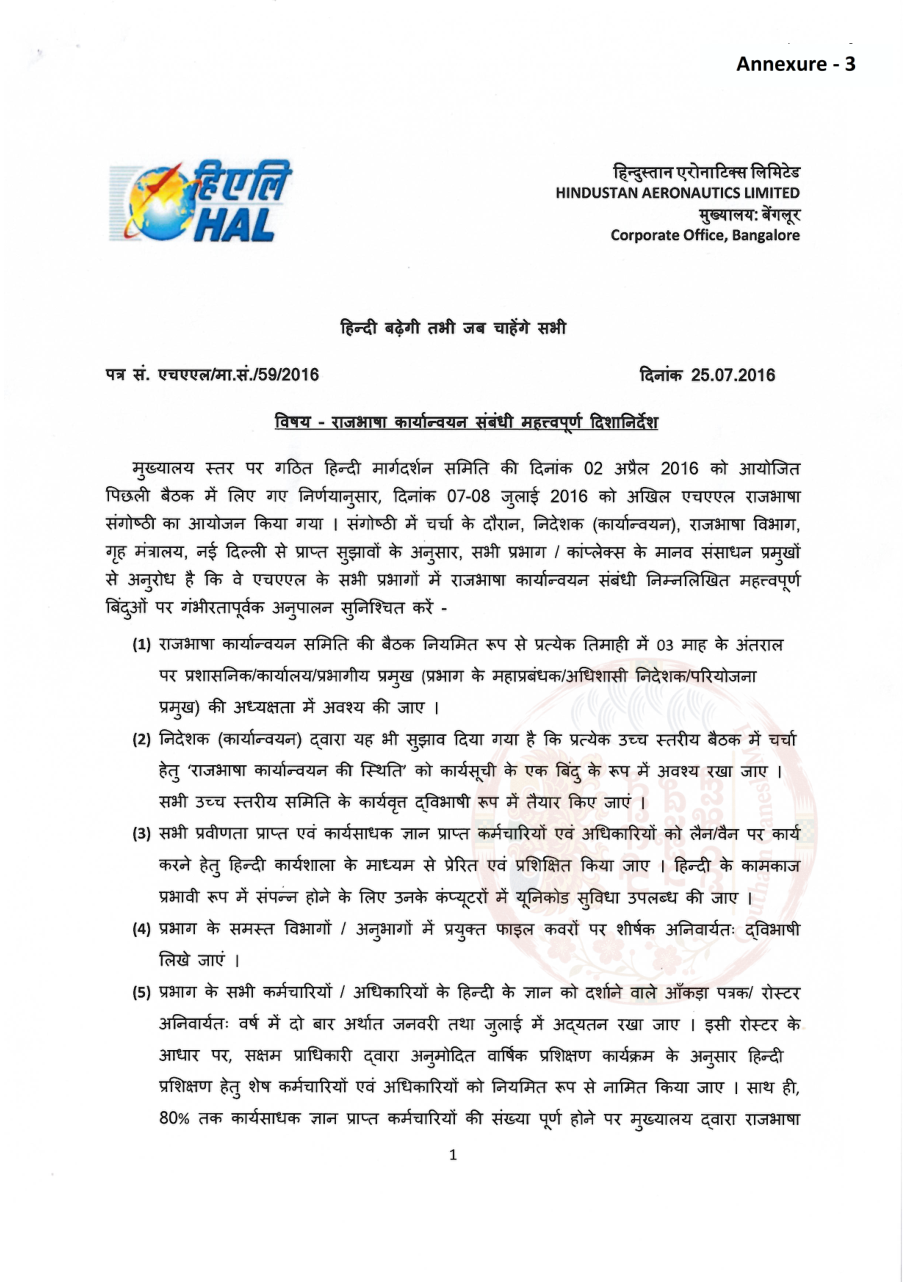 Annexure - 3
हिएलि
HAL
हिन्दुस्तान एरोनाटिक्स लिमिटेड
HINDUSTAN AERONAUTICS LIMITED
मुख्यालय: बेंगलूर
Corporate Office, Bangalore
हिन्दी बढ़ेगी तभी जब चाहेंगे सभी
पत्र सं. एचएएल/मा.सं./59/2016 दिनांक 25.07.2016
विषय – राजभाषा कार्यान्वयन संबंधी महत्त्वपूर्ण दिशानिर्देश
मुख्यालय स्तर पर गठित हिन्दी मार्गदर्शन समिति की दिनांक 02 अप्रैल 2016 को आयोजित
पिछली बैठक में लिए गए निर्णयानुसार, दिनांक 07-08 जुलाई 2016 को अखिल एचएएल राजभाषा
संगोष्ठी का आयोजन किया गया । संगोष्ठी में चर्चा के दौरान, निदेशक (कार्यान्वयन), राजभाषा विभाग,
गृह मंत्रालय, नई दिल्ली से प्राप्त सुझावों के अनुसार, सभी प्रभाग / कांप्लेक्स के मानव संसाधन प्रमुखों
से अनुरोध है कि वे एचएएल के सभी प्रभागों में राजभाषा कार्यान्वयन संबंधी निम्नलिखित महत्त्वपूर्ण
बिंदुओं पर गंभीरतापूर्वक अनुपालन सुनिश्चित करें -
(1) राजभाषा कार्यान्वयन समिति की बैठक नियमित रूप से प्रत्येक तिमाही में 03 माह के अंतराल
पर प्रशासनिक/कार्यालय/प्रभागीय प्रमुख (प्रभाग के महाप्रबंधक/अधिशासी निदेशक/परियोजना
प्रमुख) की अध्यक्षता में अवश्य की जाए ।
(2) निदेशक (कार्यान्वयन) द्वारा यह भी सुझाव दिया गया है कि प्रत्येक उच्च स्तरीय बैठक में चर्चा
हेतु 'राजभाषा कार्यान्वयन की स्थिति' को कार्यसूची के एक बिंदु के रूप में अवश्य रखा जाए ।
सभी उच्च स्तरीय समिति के कार्यवृत्त द्विभाषी रूप में तैयार किए जाएं ।
(3) सभी प्रवीणता प्राप्त एवं कार्यसाधक ज्ञान प्राप्त कर्मचारियों एवं अधिकारियों को लैन/वैन पर कार्य
करने हेतु हिन्दी कार्यशाला के माध्यम से प्रेरित एवं प्रशिक्षित किया जाए । हिन्दी के कामकाज
प्रभावी रूप में संपन्न होने के लिए उनके कंप्यूटरों में यूनिकोड सुविधा उपलब्ध की जाए ।
(4) प्रभाग के समस्त विभागों / अनुभागों में प्रयुक्त फाइल कवरों पर शीर्षक अनिवार्यतः द्विभाषी
लिखे जाएं ।
(5) प्रभाग के सभी कर्मचारियों / अधिकारियों के हिन्दी के ज्ञान को दर्शाने वाले आँकड़ा पत्रक/ रोस्टर
अनिवार्यतः वर्ष में दो बार अर्थात जनवरी तथा जुलाई में अद्यतन रखा जाए । इसी रोस्टर के
आधार पर, सक्षम प्राधिकारी द्वारा अनुमोदित वार्षिक प्रशिक्षण कार्यक्रम के अनुसार हिन्दी
प्रशिक्षण हेतु शेष कर्मचारियों एवं अधिकारियों को नियमित रूप से नामित किया जाए । साथ ही,
80% तक कार्यसाधक ज्ञान प्राप्त कर्मचारियों की संख्या पूर्ण होने पर मुख्यालय द्वारा राजभाषा
1